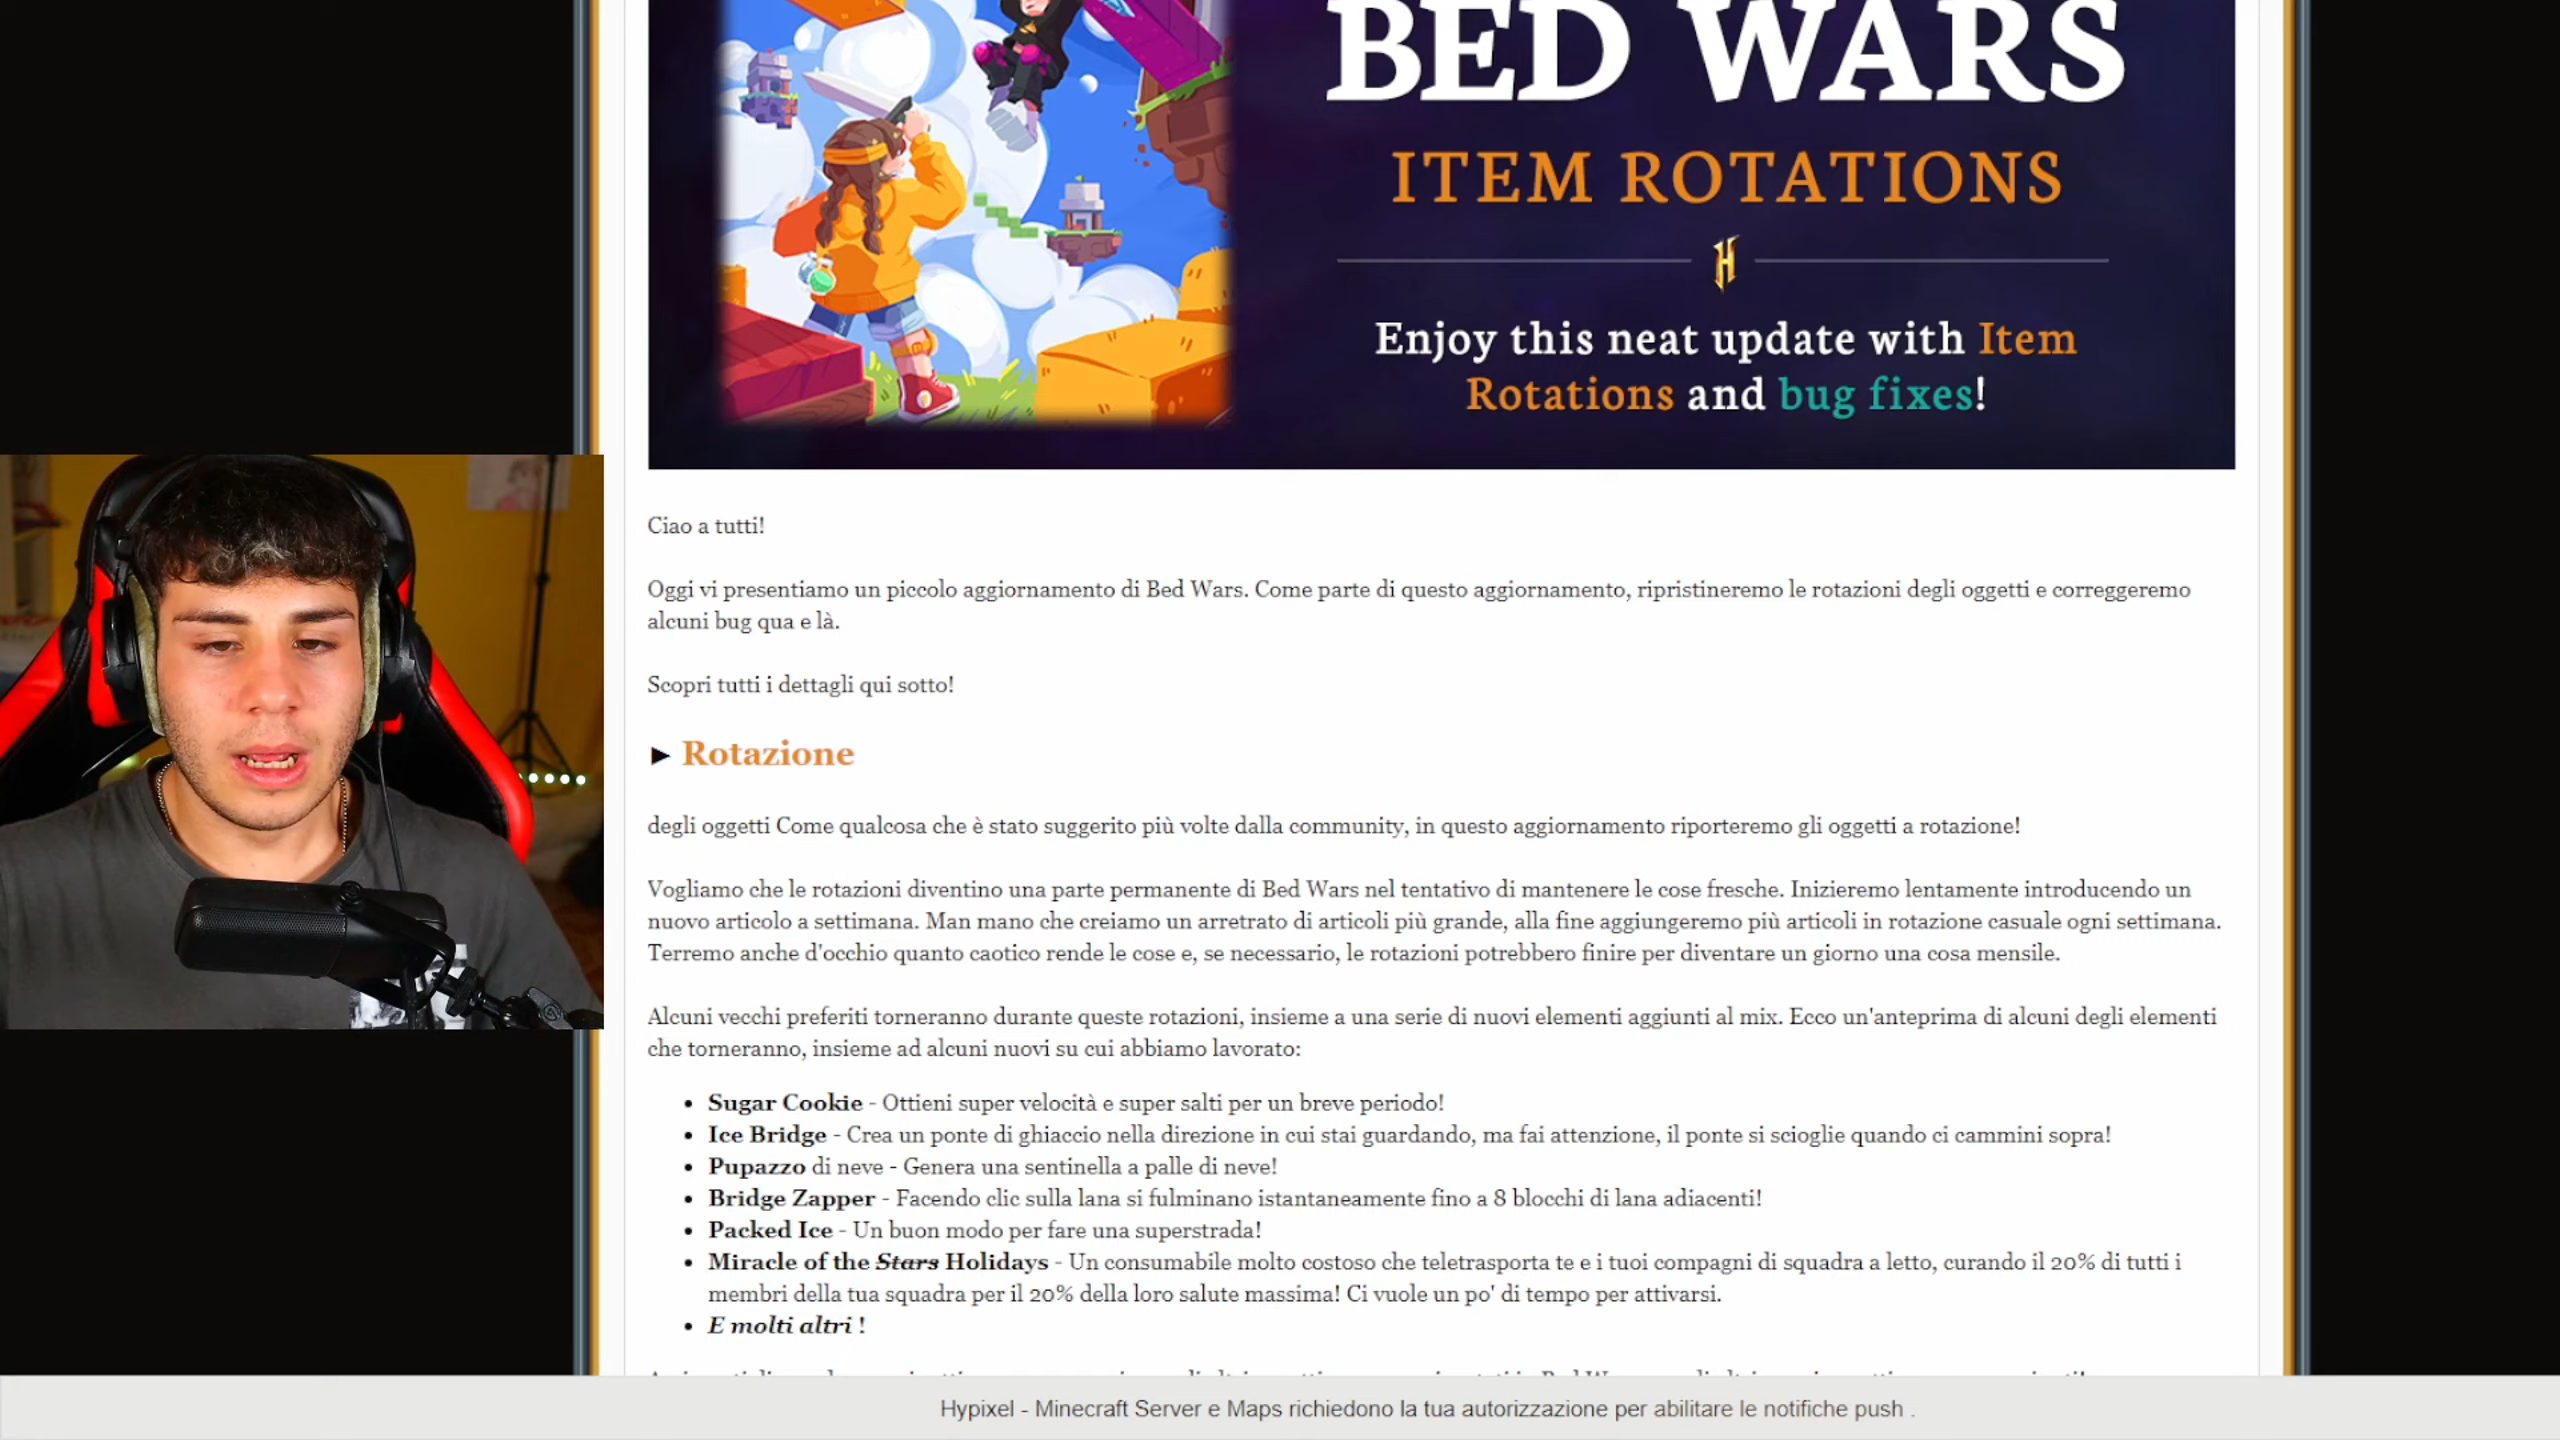 BED WARS
ITEM ROTATIONS
Enjoy this neat update with Item
Rotations and bug fixes!
Ciao a tutti!
Oggi vi presentiamo un piccolo aggiornamento di Bed Wars. Come parte di questo aggiornamento, ripristineremo le rotazioni degli oggetti e correggeremo
alcuni bug qua e là.
Scopri tutti i dettagli qui sotto!
► Rotazione
degli oggetti Come qualcosa che è stato suggerito più volte dalla community, in questo aggiornamento riporteremo gli oggetti a rotazione!
Vogliamo che le rotazioni diventino una parte permanente di Bed Wars nel tentativo di mantenere le cose fresche. Inizieremo lentamente introducendo un
nuovo articolo a settimana. Man mano che creiamo un arretrato di articoli più grande, alla fine aggiungeremo più articoli in rotazione casuale ogni settimana.
Terremo anche d'occhio quanto caotico rende le cose e, se necessario, le rotazioni potrebbero finire per diventare un giorno una cosa mensile.
Alcuni vecchi preferiti torneranno durante queste rotazioni, insieme a una serie di nuovi elementi aggiunti al mix. Ecco un'anteprima di alcuni degli elementi
che torneranno, insieme ad alcuni nuovi su cui abbiamo lavorato:
• Sugar Cookie - Ottieni super velocità e super salti per un breve periodo!
• Ice Bridge - Crea un ponte di ghiaccio nella direzione in cui stai guardando, ma fai attenzione, il ponte si scioglie quando ci cammini sopra!
• Pupazzo di neve - Genera una sentinella a palle di neve!
• Bridge Zapper - Facendo clic sulla lana si fulminano istantaneamente fino a 8 blocchi di lana adiacenti!
• Packed Ice - Un buon modo per fare una superstrada!
• Miracle of the Stars Holidays - Un consumabile molto costoso che teletrasporta te e i tuoi compagni di squadra a letto, curando il 20% di tutti i
membri della tua squadra per il 20% della loro salute massima! Ci vuole un po' di tempo per attivarsi.
• E molti altri !
Hypixel - Minecraft Server e Maps richiedono la tua autorizzazione per abilitare le notifiche push .